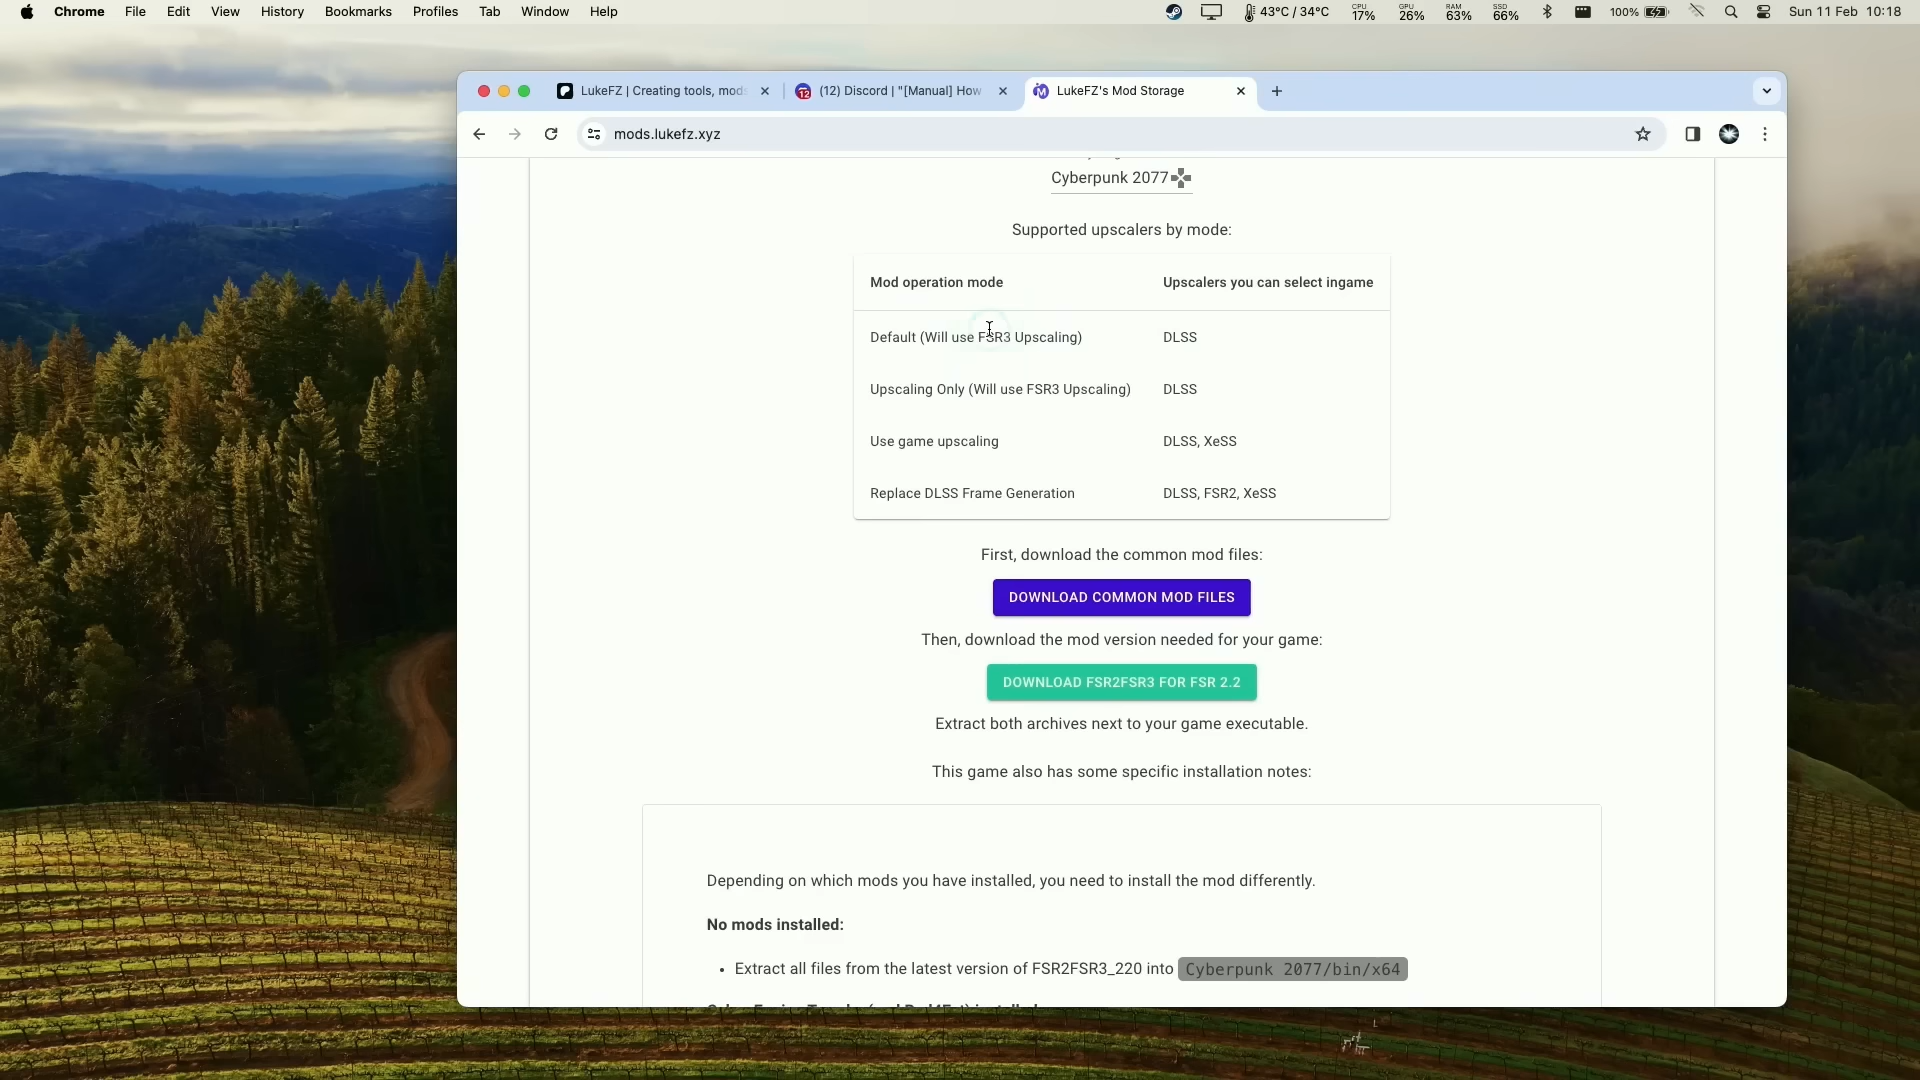 Chrome File Edit View History Bookmarks Profiles Tab Window Help
43°C / 34°C CPU 17% GPU 26% RAM 63% SSD 66% 100% Sun 11 Feb 10:18
LukeFZ | Creating tools, mods
(12) Discord | "[Manual] How
LukeFZ's Mod Storage
mods.lukefz.xyz
Cyberpunk 2077
Supported upscalers by mode:
Mod operation mode Upscalers you can select ingame
Default (Will use FSR3 Upscaling) DLSS
Upscaling Only (Will use FSR3 Upscaling) DLSS
Use game upscaling DLSS, XeSS
Replace DLSS Frame Generation DLSS, FSR2, XeSS
First, download the common mod files:
DOWNLOAD COMMON MOD FILES
Then, download the mod version needed for your game:
DOWNLOAD FSR2FSR3 FOR FSR 2.2
Extract both archives next to your game executable.
This game also has some specific installation notes:
Depending on which mods you have installed, you need to install the mod differently.
No mods installed:
• Extract all files from the latest version of FSR2FSR3_220 into Cyberpunk 2077/bin/x64